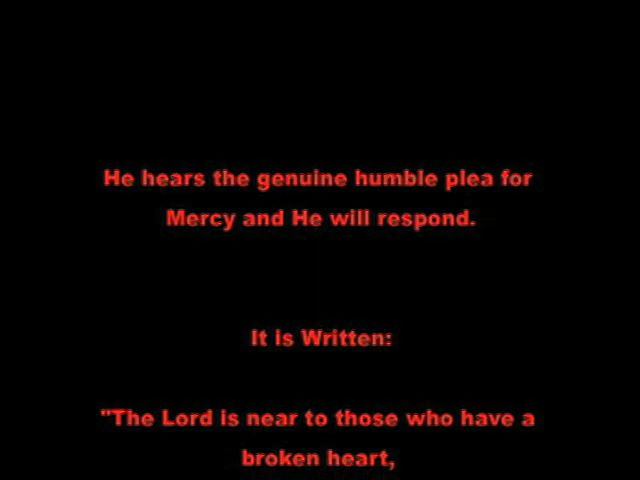 He hears the genuine humble plea for
Mercy and He will respond.
It is Written:
"The Lord is near to those who have a
broken heart,